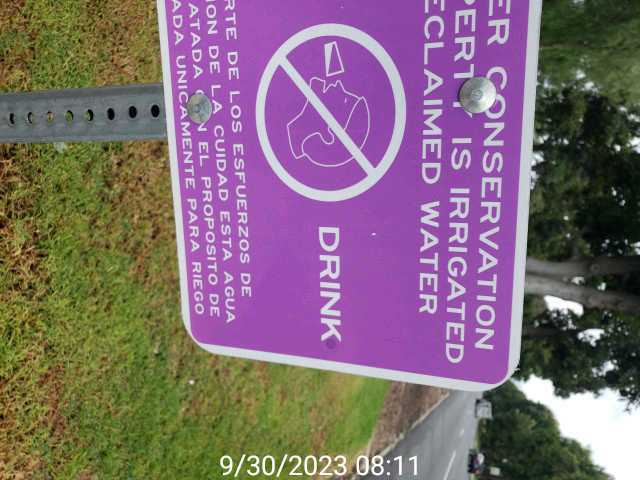 ER CONSERVATION
IS IRRIGATED
ECLAIMED WATER
DRINK
RTE DE LOS ESFUERZOS DE
ION DE LA CUIDAD ESTA AGUA
ATADA CON EL PROPOSITO DE
ADA UNICAMENTE PARA RIEGO
9/30/2023 08:11